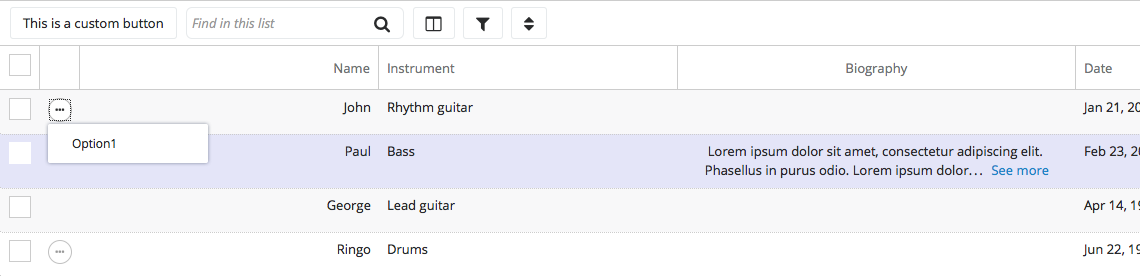 This is a custom button Find in this list
Name Instrument Biography Date
John Rhythm guitar Jan 21, 20
Option1
Paul Bass Lorem ipsum dolor sit amet, consectetur adipiscing elit. Feb 23, 20
Phasellus in purus odio. Lorem ipsum dolor... See more
George Lead guitar Apr 14, 19
Ringo Drums Jun 22, 19